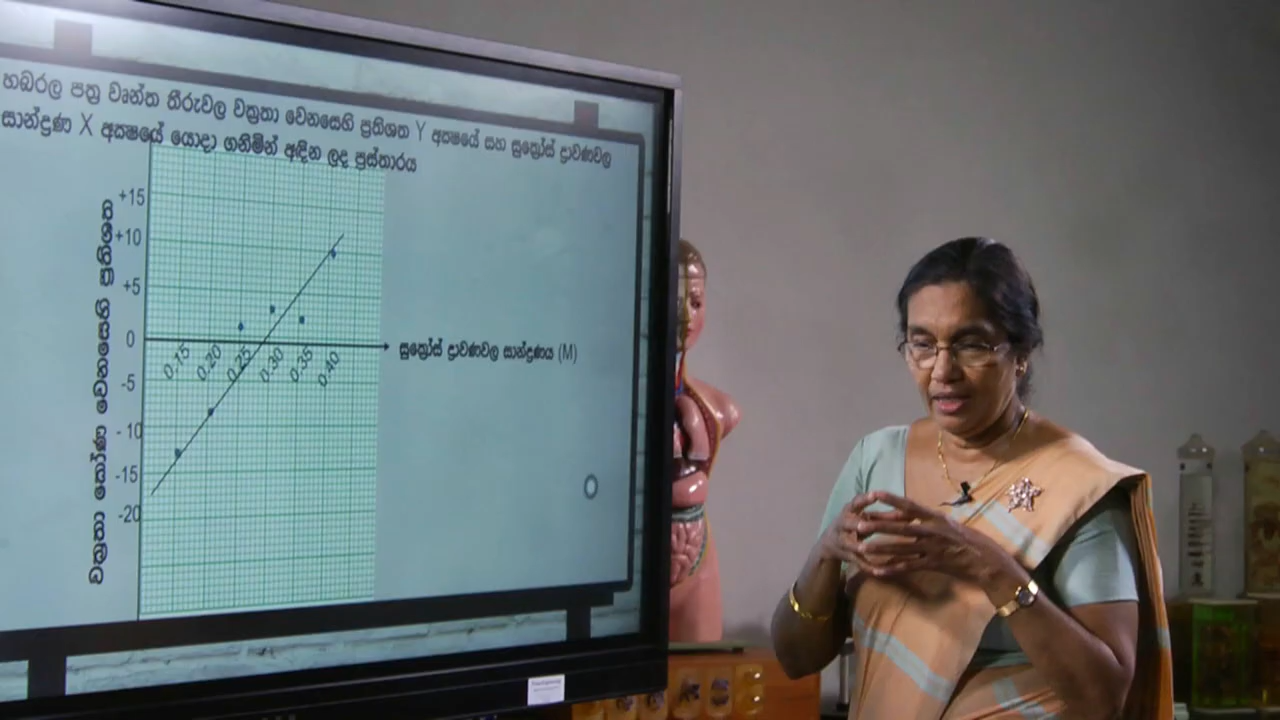 හබරල පත්‍ර වෘන්ත තීරුවල වක්‍රතා වෙනසෙහි ප්‍රතිශත Y අක්‍ෂයේ සහ සුක්‍රෝස් ද්‍රාවණවල
සාන්ද්‍රණ X අක්‍ෂයේ යොදා ගනිමින් අඳින ලද ප්‍රස්තාරය
වක්‍රතා කෝණ වෙනසෙහි ප්‍රතිශත
+15
+10
+5
0
-5
-10
-15
-20
0.15 0.20 0.25 0.30 0.35 0.40
සුක්‍රෝස් ද්‍රාවණවල සාන්ද්‍රණය (M)